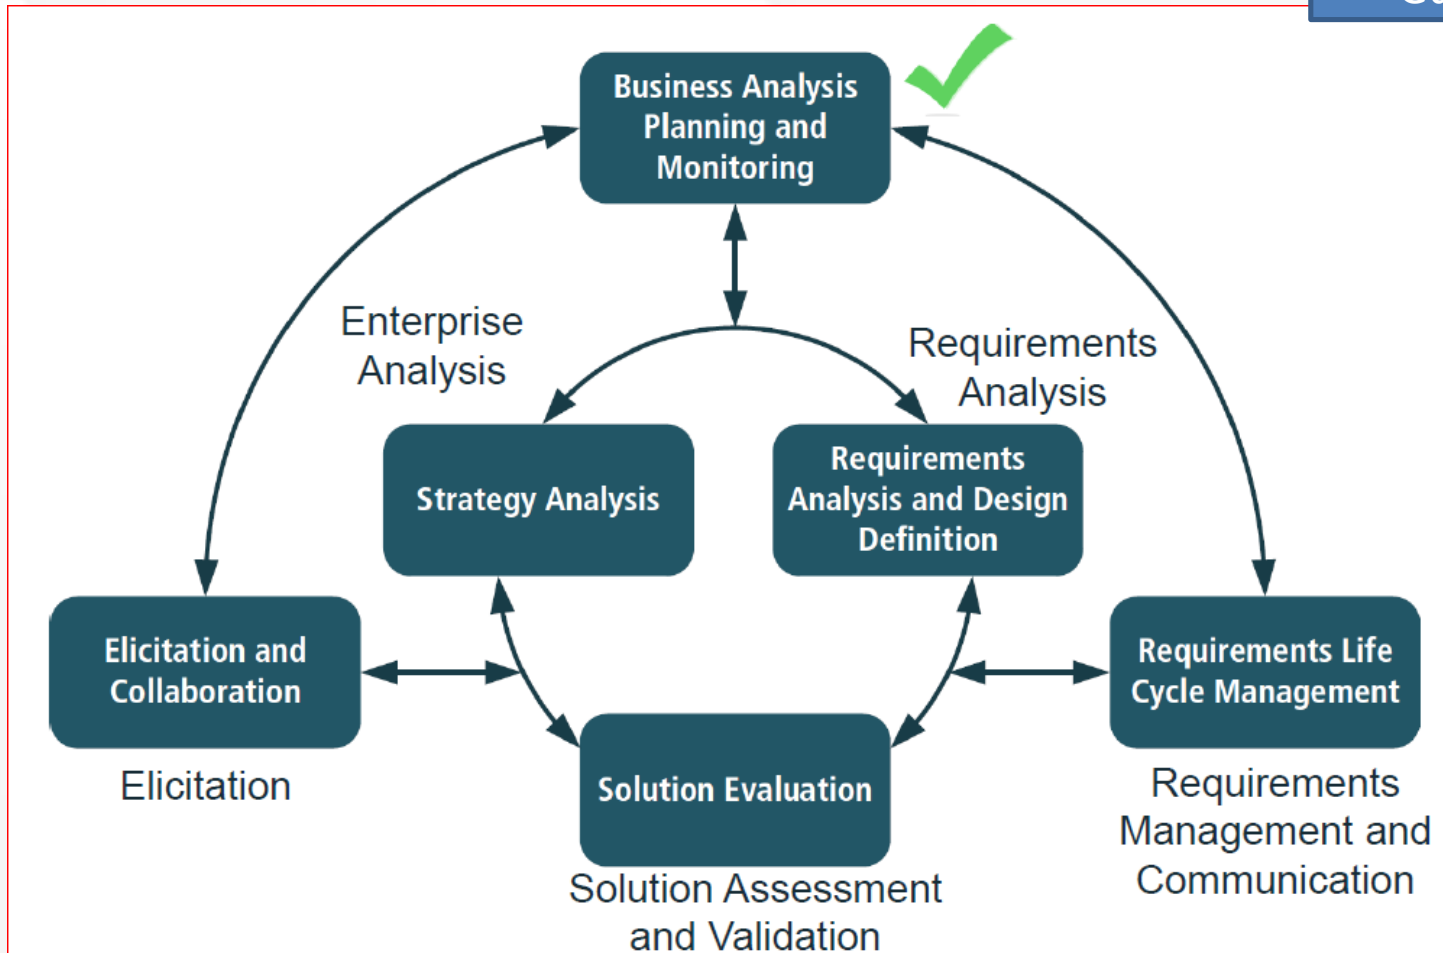 Business Analysis
Planning and
Monitoring
Enterprise
Analysis
Requirements
Analysis
Strategy Analysis
Requirements
Analysis and Design
Definition
Elicitation and
Collaboration
Requirements Life
Cycle Management
Elicitation
Solution Evaluation
Requirements
Management and
Communication
Solution Assessment
and Validation